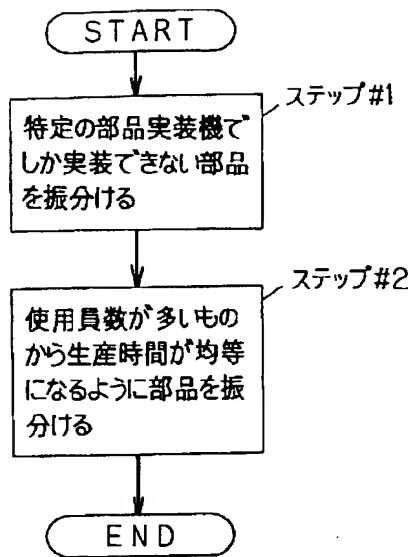 START
ステップ#1
特定の部品実装機で
しか実装できない部品
を振分ける
ステップ#2
使用員数が多いもの
から生産時間が均等
になるように部品を振
分ける
END